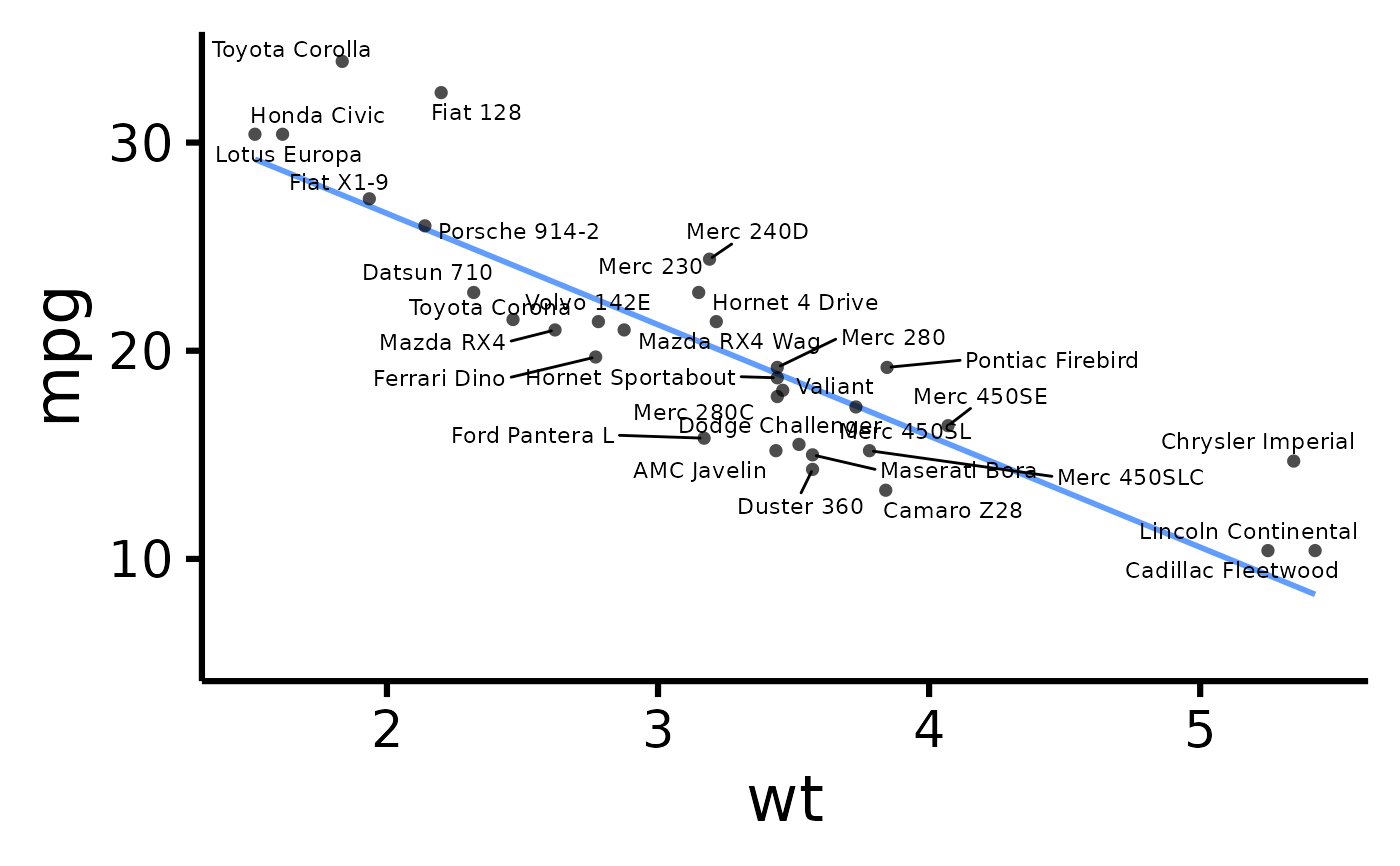 Toyota Corolla
Fiat 128
Honda Civic
30
Lotus Europa
Fiat X1-9
Porsche 914-2
Merc 240D
Datsun 710
Merc 230
Toyota Corona
Volvo 142E
Hornet 4 Drive
Mazda RX4
Mazda RX4 Wag
Merc 280
mpg
20
Pontiac Firebird
Ferrari Dino
Hornet Sportabout
Valiant
Merc 450SE
Merc 280C
Dodge Challenger
Merc 450SL
Ford Pantera L
Chrysler Imperial
AMC Javelin
Maserati Bora
Merc 450SLC
Duster 360
Camaro Z28
Lincoln Continental
10
Cadillac Fleetwood
2
3
4
5
wt